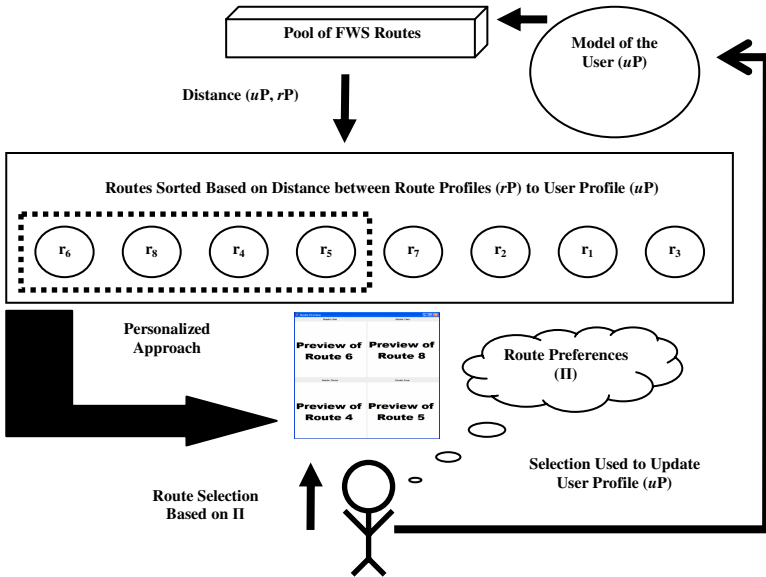 Pool of FWS Routes
Model of the
User (uP)
Distance (uP, rP)
Routes Sorted Based on Distance between Route Profiles (rP) to User Profile (uP)
r6 r8 r4 r5 r7 r2 r1 r3
Personalized
Approach
Preview of
Route 6
Preview of
Route 8
Preview of
Route 4
Preview of
Route 5
Route Preferences
(Π)
Route Selection
Based on Π
Selection Used to Update
User Profile (uP)